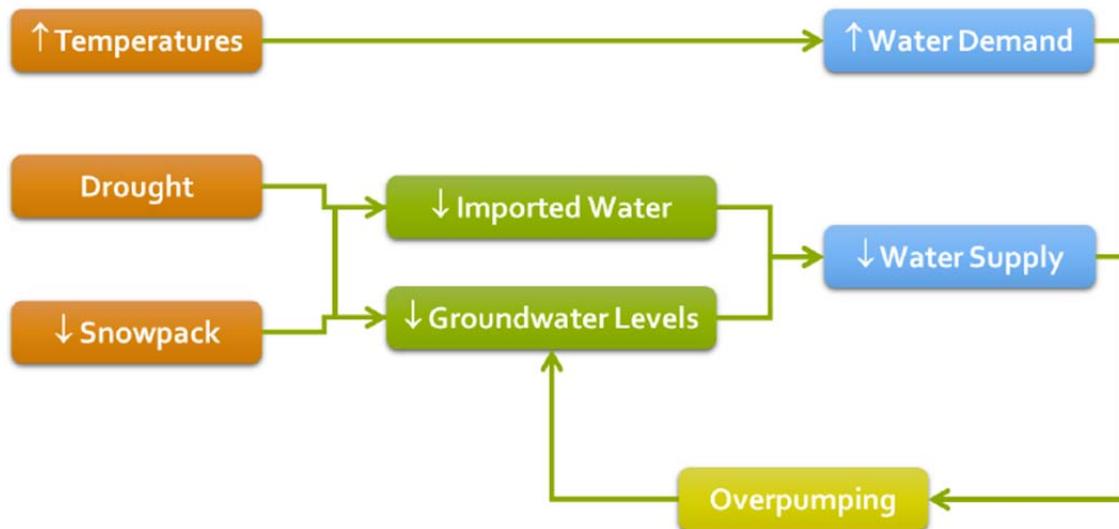 ↑ Temperatures
↑ Water Demand
Drought
↓ Imported Water
↓ Water Supply
↓ Snowpack
↓ Groundwater Levels
Overpumping